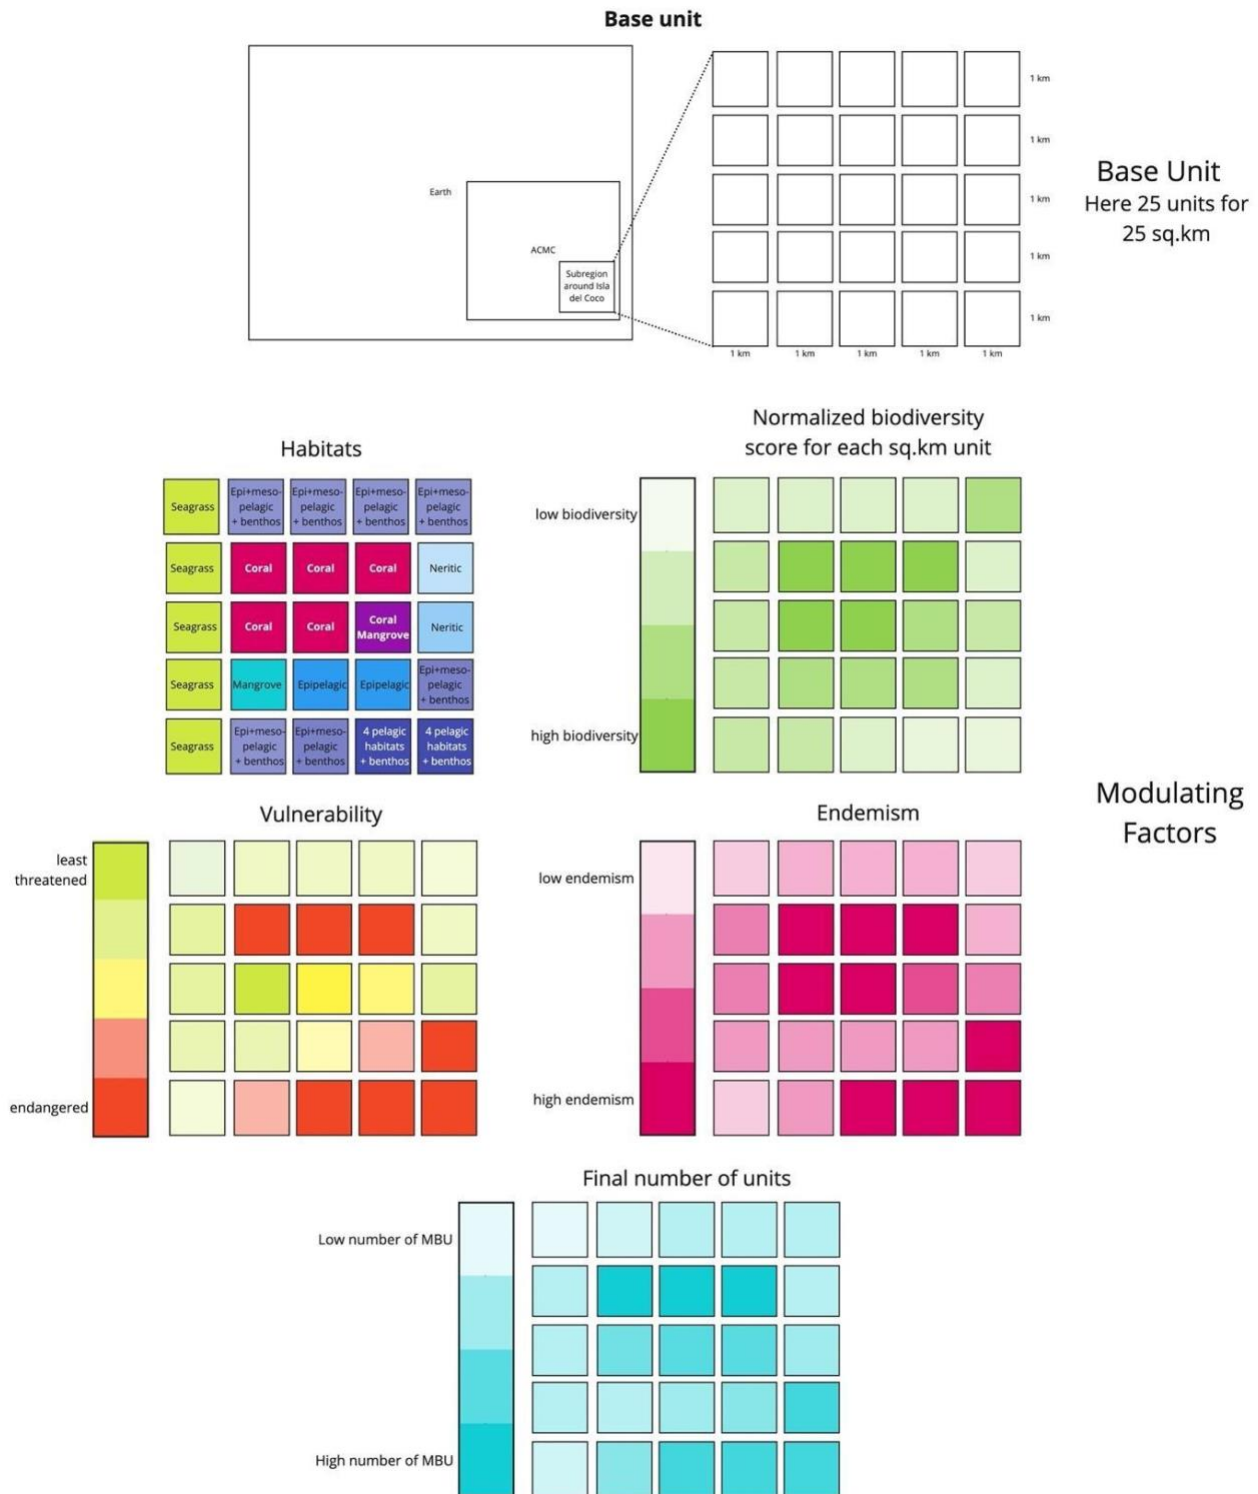 Base unit
Earth
ACMC
Subregion
around Isla
del Coco
1 km
1 km
1 km
1 km
1 km
1 km 1 km 1 km 1 km 1 km
Base Unit
Here 25 units for
25 sq.km
Habitats
Seagrass
Epi+meso-
pelagic
+ benthos
Epi+meso-
pelagic
+ benthos
Epi+meso-
pelagic
+ benthos
Epi+meso-
pelagic
+ benthos
Seagrass
Coral
Coral
Coral
Neritic
Seagrass
Coral
Coral
Coral
Mangrove
Neritic
Seagrass
Mangrove
Epipelagic
Epipelagic
Epi+meso-
pelagic
+ benthos
Seagrass
Epi+meso-
pelagic
+ benthos
Epi+meso-
pelagic
+ benthos
4 pelagic
habitats
+ benthos
4 pelagic
habitats
+ benthos
Normalized biodiversity
score for each sq.km unit
low biodiversity
high biodiversity
Modulating
Factors
Vulnerability
least
threatened
endangered
Endemism
low endemism
high endemism
Final number of units
Low number of MBU
High number of MBU